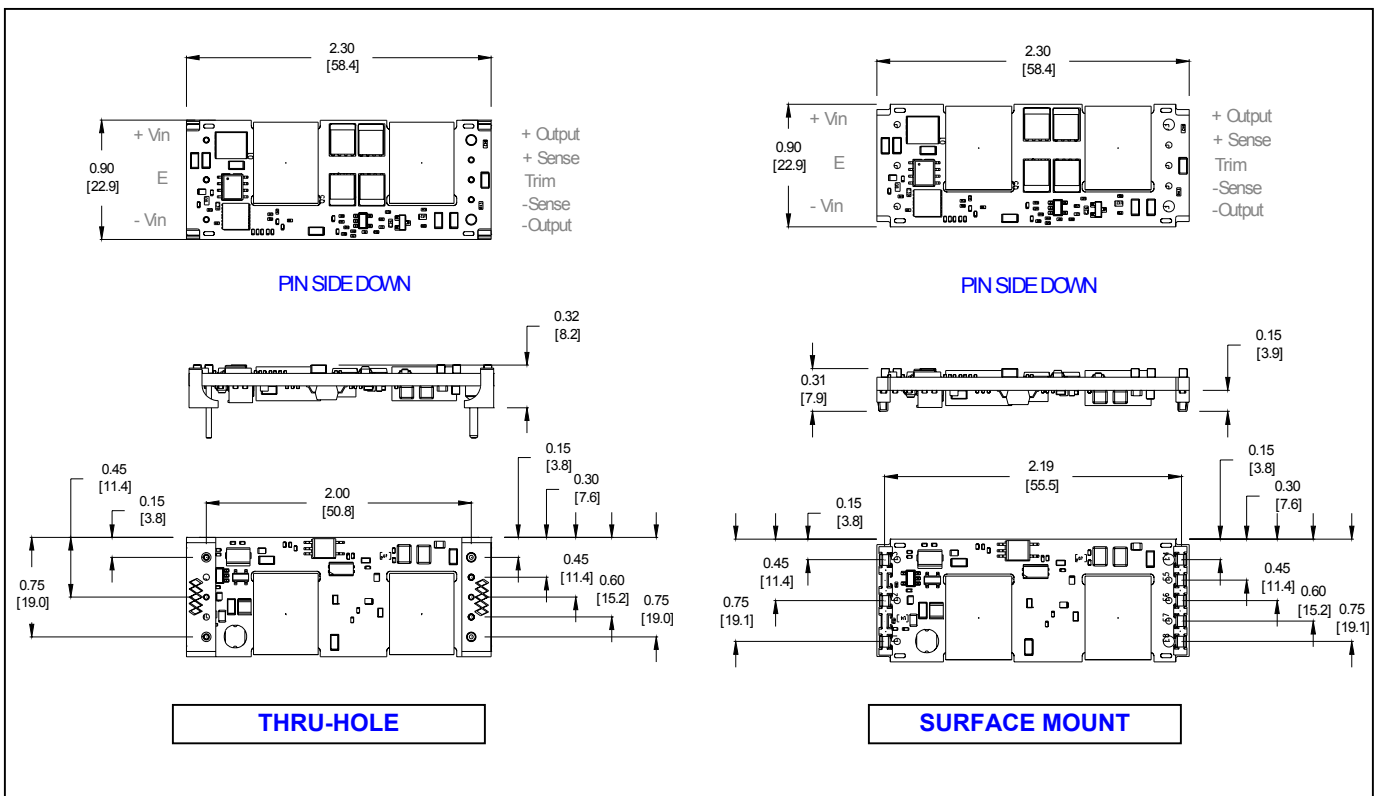 2.30
[58.4]
0.90
[22.9]
+ Vin
E
- Vin
+ Output
+ Sense
Trim
-Sense
-Output
PIN SIDE DOWN
0.32
[8.2]
0.45
[11.4]
0.15
[3.8]
2.00
[50.8]
0.15
[3.8]
0.30
[7.6]
0.75
[19.0]
0.45
[11.4]
0.60
[15.2]
0.75
[19.0]
THRU-HOLE
2.30
[58.4]
0.90
[22.9]
+ Vin
E
- Vin
+ Output
+ Sense
Trim
-Sense
-Output
PIN SIDE DOWN
0.31
[7.9]
0.15
[3.9]
0.15
[3.8]
2.19
[55.5]
0.15
[3.8]
0.30
[7.6]
0.45
[11.4]
0.75
[19.1]
0.45
[11.4]
0.60
[15.2]
0.75
[19.1]
SURFACE MOUNT